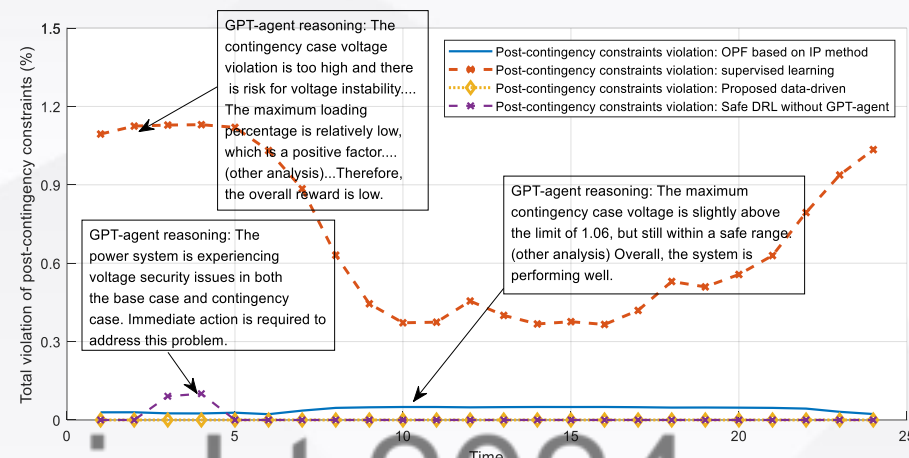 GPT-agent reasoning: The
contingency case voltage
violation is too high and there
is risk for voltage instability....
The maximum loading
percentage is relatively low,
which is a positive factor....
(other analysis)...Therefore,
the overall reward is low.
Post-contingency constraints violation: OPF based on IP method
Post-contingency constraints violation: supervised learning
Post-contingency constraints violation: Proposed data-driven
Post-contingency constraints violation: Safe DRL without GPT-agent
GPT-agent reasoning: The maximum
contingency case voltage is slightly above
the limit of 1.06, but still within a safe range.
(other analysis) Overall, the system is
performing well.
GPT-agent reasoning: The
power system is experiencing
voltage security issues in both
the base case and contingency
case. Immediate action is required to
address this problem.
Total violation of post-contingency constraints (%)
1.5
1.2
0.9
0.6
0.3
0
0
5
10
15
20
25
Time